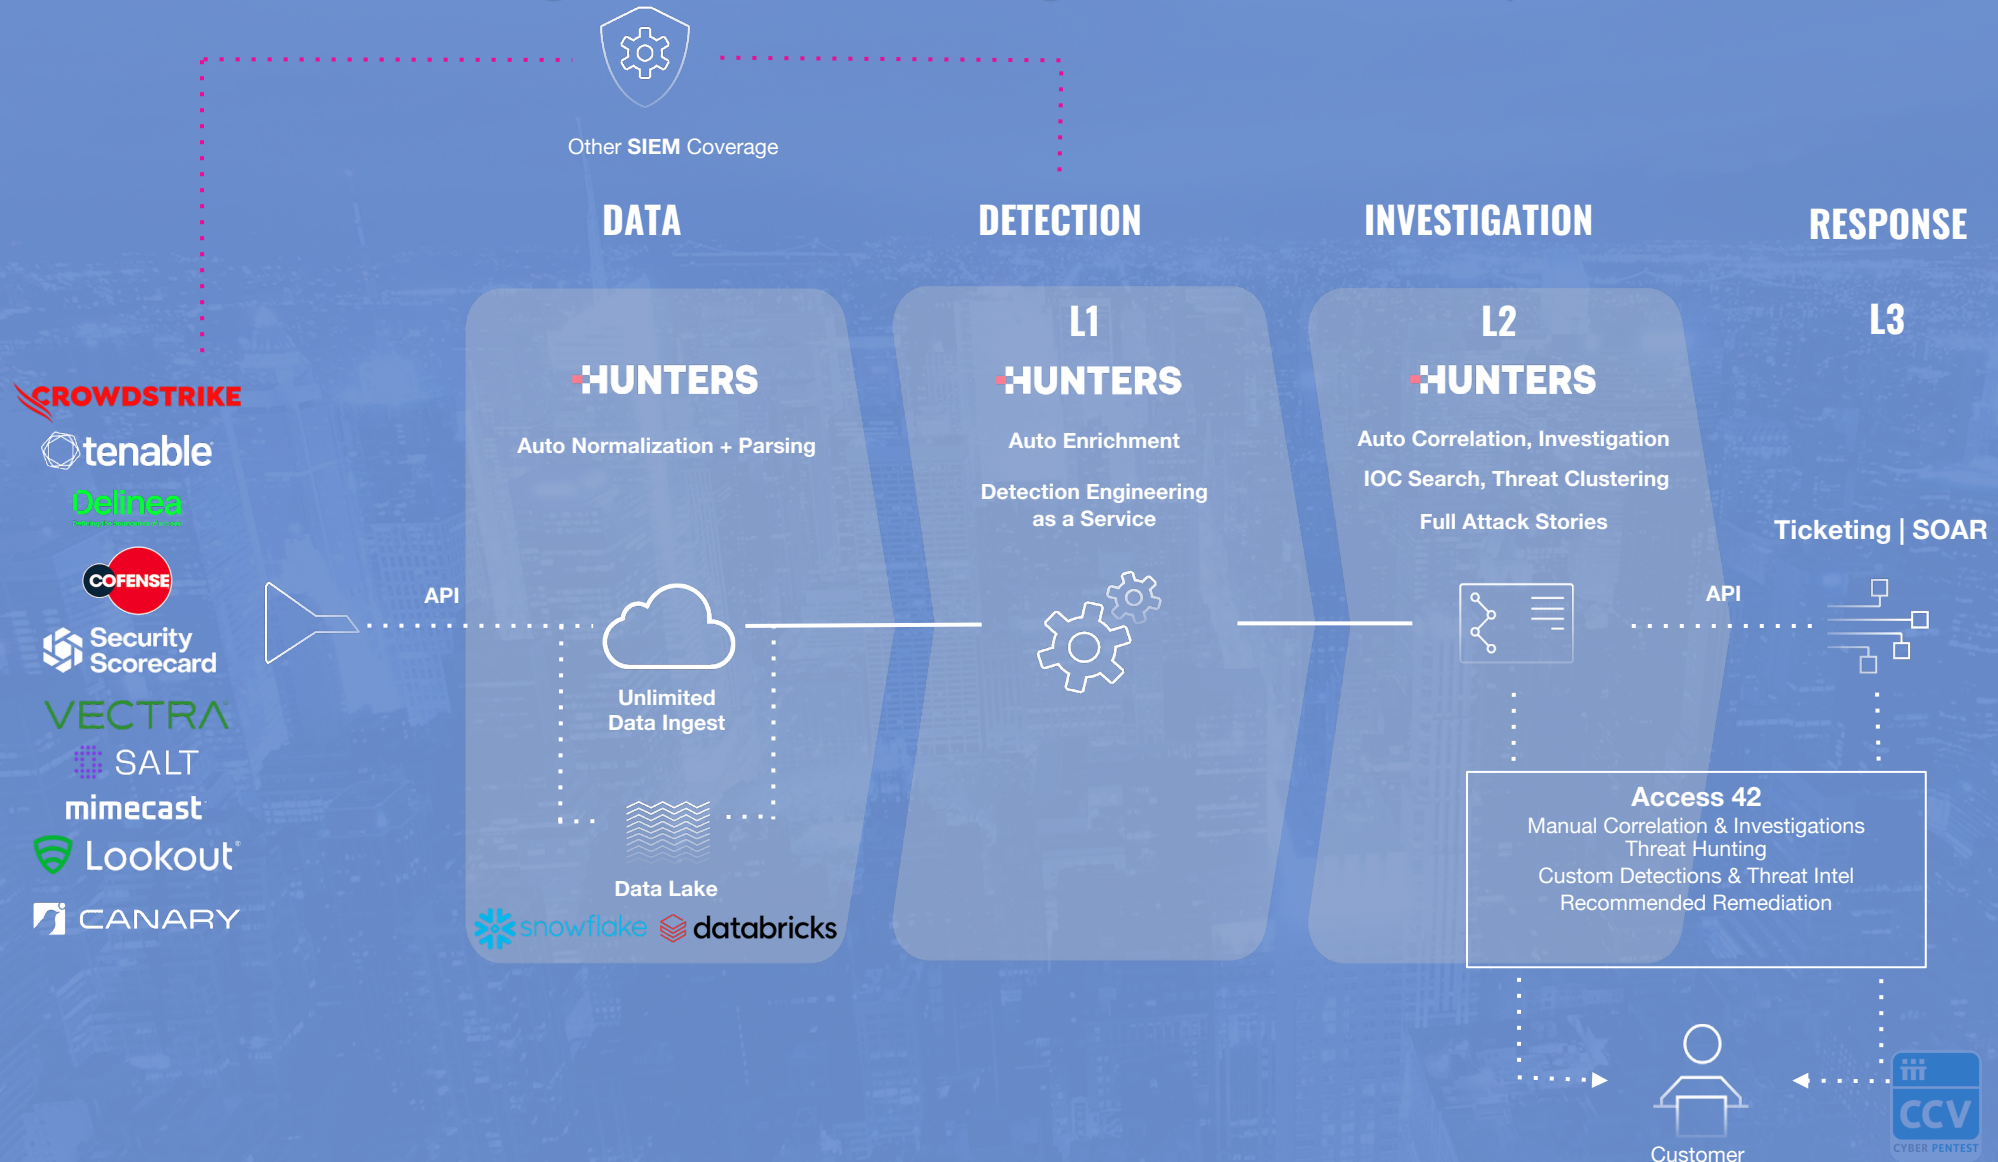 Other SIEM Coverage
DATA
DETECTION
INVESTIGATION
RESPONSE
L1
L2
L3
HUNTERS
HUNTERS
HUNTERS
CROWDSTRIKE
tenable
Delinea
COFENSE
Security
Scorecard
VECTRA
SALT
mimecast
Lookout
CANARY
API
Auto Normalization + Parsing
Unlimited
Data Ingest
Data Lake
snowflake
databricks
Auto Enrichment
Detection Engineering
as a Service
Auto Correlation, Investigation
IOC Search, Threat Clustering
Full Attack Stories
API
Ticketing | SOAR
Access 42
Manual Correlation & Investigations
Threat Hunting
Custom Detections & Threat Intel
Recommended Remediation
Customer
CCV
CYBER PENTEST